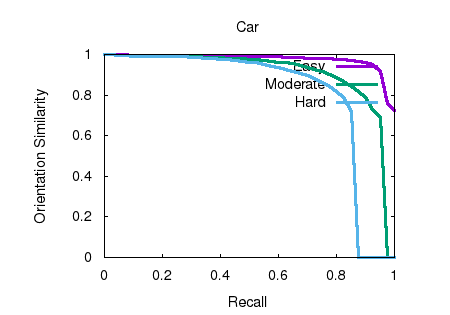 Car
Orientation Similarity
1
0.8
0.6
0.4
0.2
0
Easy
Moderate
Hard
0 0.2 0.4 0.6 0.8 1
Recall